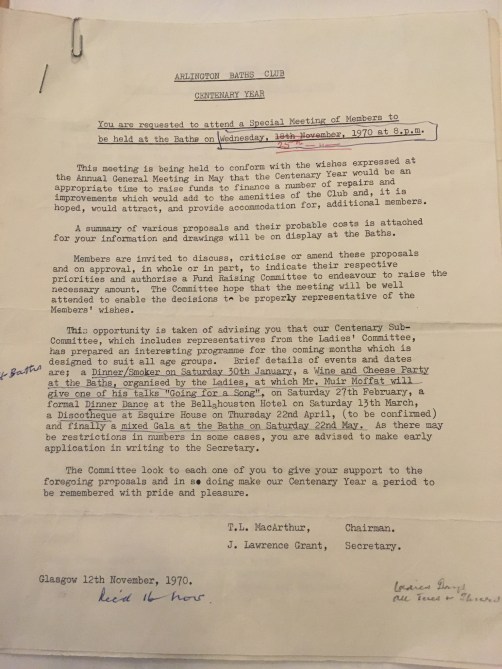 ARLINGTON BATHS CLUB
CENTENARY YEAR
You are requested to attend a Special Meeting of Members to
be held at the Baths on Wednesday, 18th November, 1970 at 8.p.m.
25th
This meeting is being held to conform with the wishes expressed at
the Annual General Meeting in May that the Centenary Year would be an
appropriate time to raise funds to finance a number of repairs and
improvements which would add to the amenities of the Club and, it is
hoped, would attract, and provide accommodation for, additional members.
A summary of various proposals and their probable costs is attached
for your information and drawings will be on display at the Baths.
Members are invited to discuss, criticise or amend these proposals
and on approval, in whole or in part, to indicate their respective
priorities and authorise a Fund Raising Committee to endeavour to raise the
necessary amount. The Committee hope that the meeting will be well
attended to enable the decisions to be properly representative of the
Members' wishes.
This opportunity is taken of advising you that our Centenary Sub-
Committee, which includes representatives from the Ladies' Committee,
has prepared an interesting programme for the coming months which is
designed to suit all age groups. Brief details of events and dates
are; a Dinner/Smoker on Saturday 30th January, a Wine and Cheese Party
Baths
at the Baths, organised by the Ladies, at which Mr. Muir Moffat will
give one of his talks "Going for a Song", on Saturday 27th February, a
formal Dinner Dance at the Bellahouston Hotel on Saturday 13th March,
a Discotheque at Esquire House on Thursday 22nd April, (to be confirmed)
and finally a mixed Gala at the Baths on Saturday 22nd May. As there may
be restrictions in numbers in some cases, you are advised to make early
application in writing to the Secretary.
The Committee look to each one of you to give your support to the
foregoing proposals and in so doing make our Centenary Year a period to
be remembered with pride and pleasure.
T.L. MacArthur, Chairman.
J. Lawrence Grant, Secretary.
Glasgow 12th November, 1970.
Rec'd 16 Nov.
Ladies
All Tues